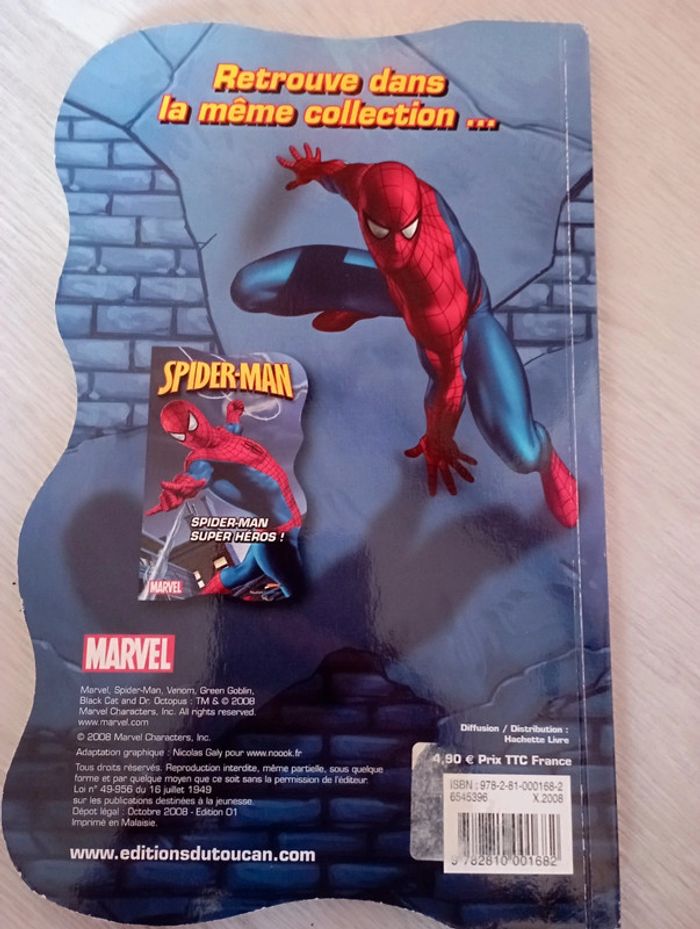 Retrouve dans
la même collection ...
SPIDER-MAN
SPIDER-MAN
SUPER HÉROS !
MARVEL
MARVEL
Marvel, Spider-Man, Venom, Green Goblin,
Black Cat and Dr. Octopus : TM & © 2008
Marvel Characters, Inc. All rights reserved.
www.marvel.com
© 2008 Marvel Characters, Inc.
Adaptation graphique : Nicolas Galy pour www.noook.fr
Tous droits réservés. Reproduction interdite, même partielle, sous quelque
forme et par quelque moyen que ce soit sans la permission de l'éditeur.
Loi n° 49-956 du 16 juillet 1949
sur les publications destinées à la jeunesse.
Dépôt légal : Octobre 2008 - Edition 01
Imprimé en Malaisie.
www.editionsdutoucan.com
Diffusion / Distribution :
Hachette Livre
4,90 € Prix TTC France
ISBN : 978-2-81-000168-2
6545396 X.2008
9 782810 001682